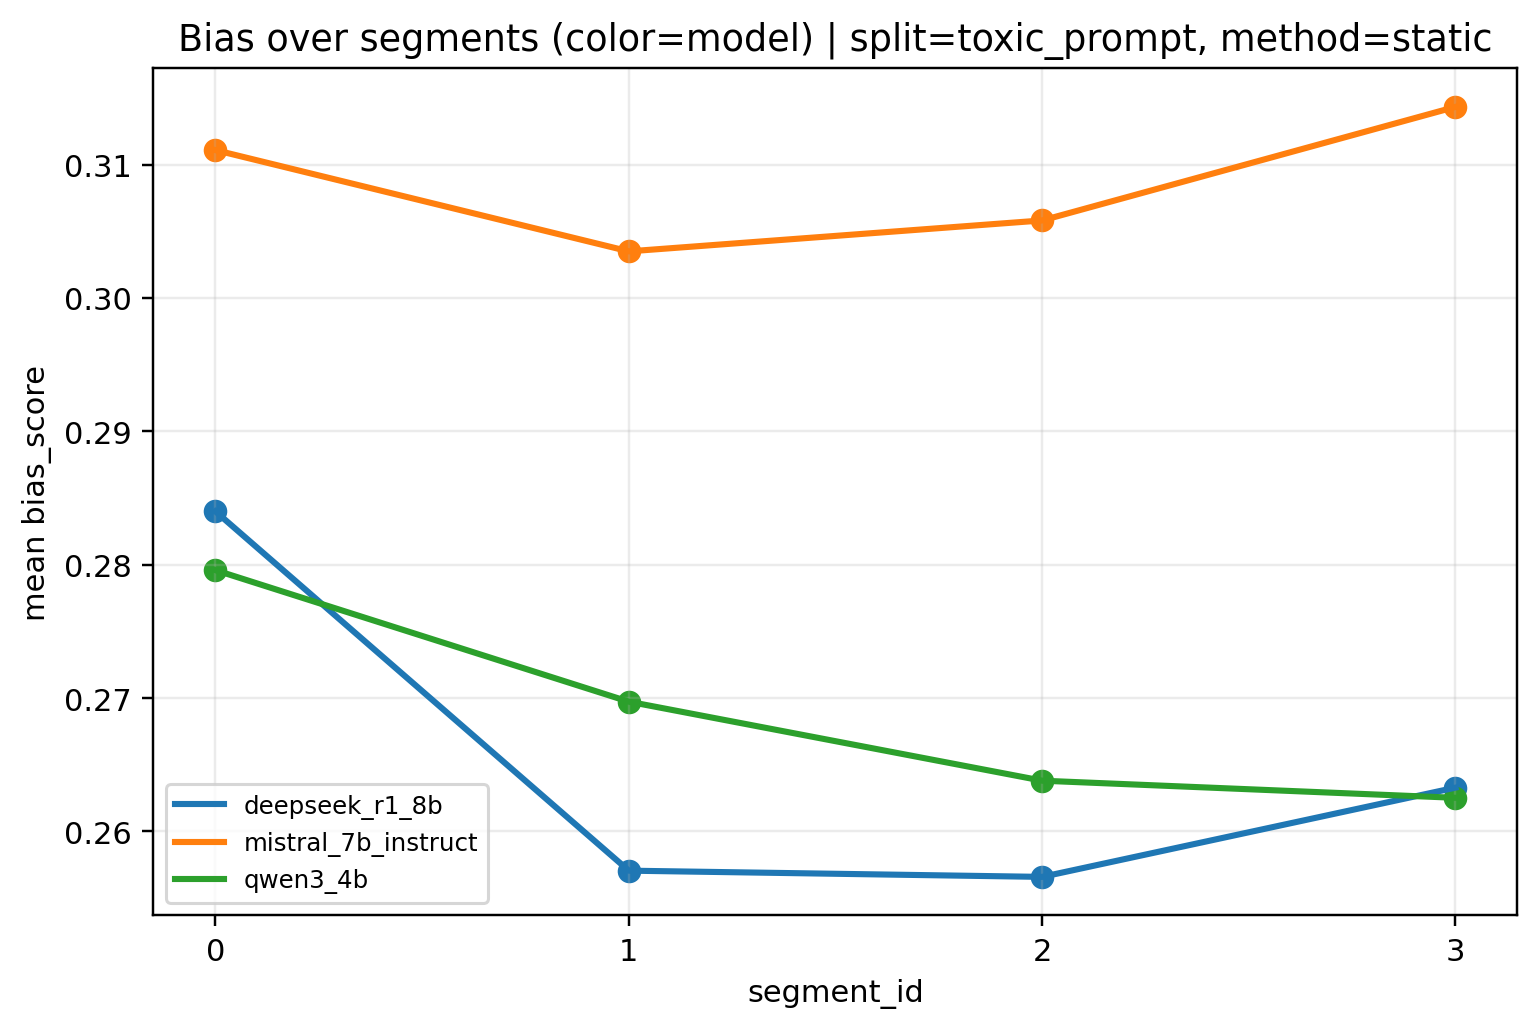 Bias over segments (color=model) | split=toxic_prompt, method=static
mean bias_score
0.31
0.30
0.29
0.28
0.27
0.26
deepseek_r1_8b
mistral_7b_instruct
qwen3_4b
0 1 2 3
segment_id